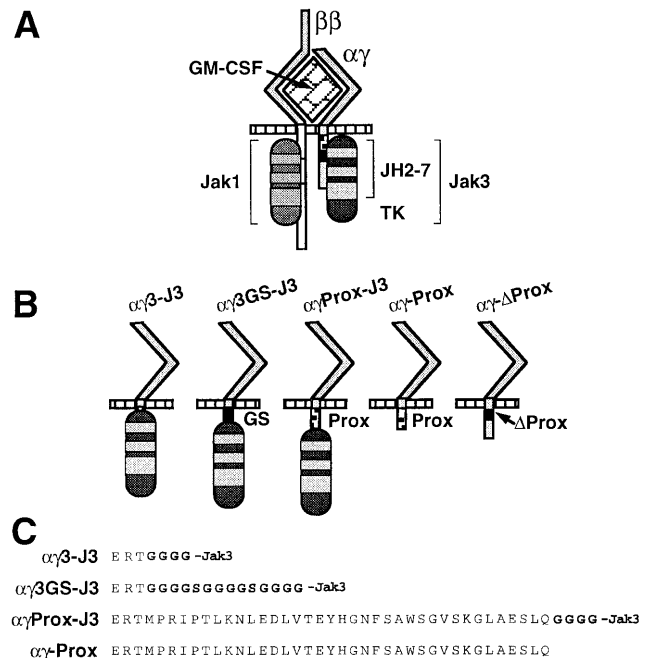 A
ββ
αγ
GM-CSF
Jak1
JH2-7
Jak3
TK
B
αγ3-J3 αγ3GS-J3 αγProx-J3 αγ-Prox αγ-ΔProx
GS Prox Prox ΔProx
C
αγ3-J3 ERTGGGG-Jak3
αγ3GS-J3 ERTGGGGSGGGGSGGGG-Jak3
αγProx-J3 ERTMPRIPTLKNLEDLVTEYHGNFSAWSGVSKGLAESLQGGGG-Jak3
αγ-Prox ERTMPRIPTLKNLEDLVTEYHGNFSAWSGVSKGLAESLQ